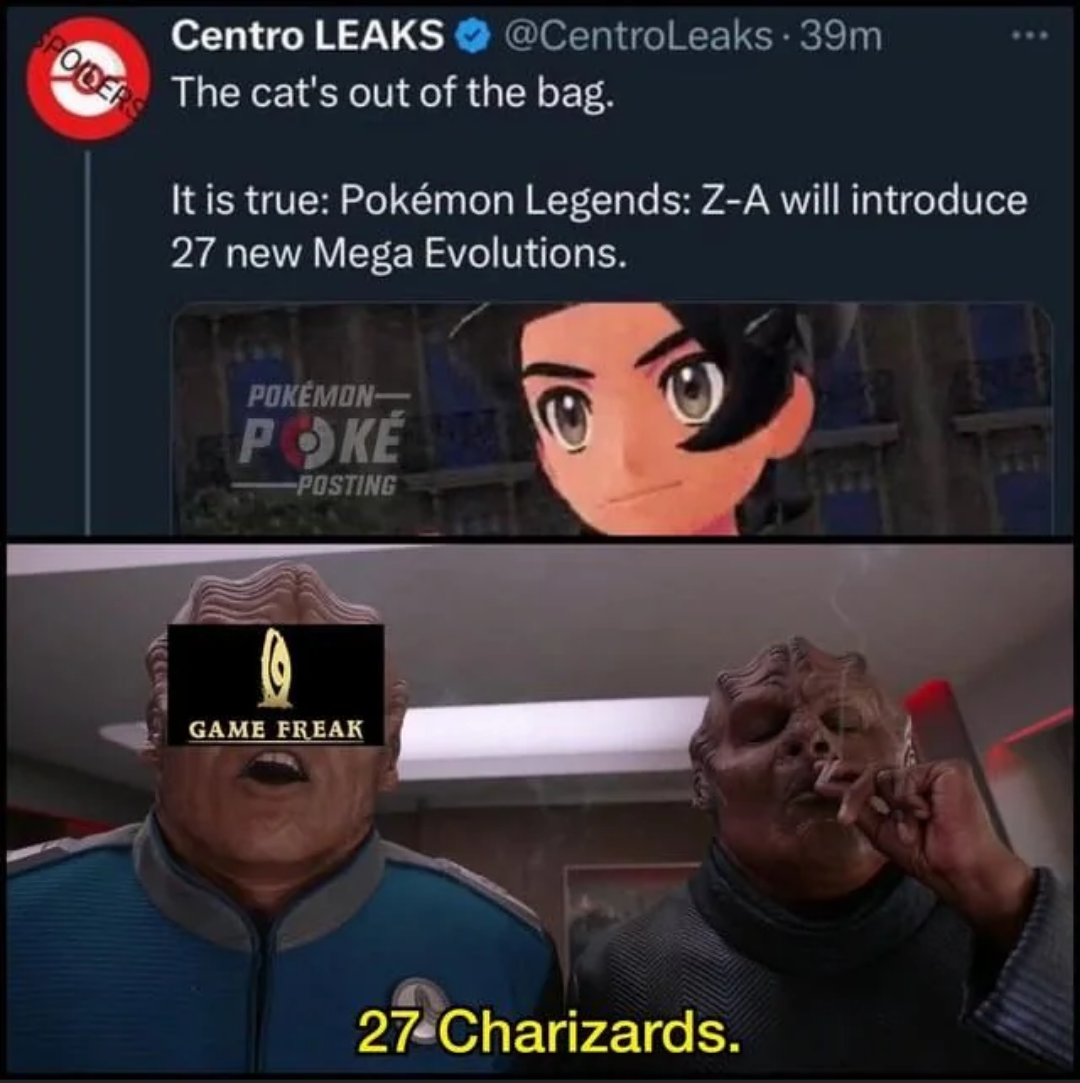 SPOILERS
Centro LEAKS @CentroLeaks · 39m
The cat's out of the bag.
It is true: Pokémon Legends: Z-A will introduce
27 new Mega Evolutions.
POKÉMON
POKÉ
POSTING
GAME FREAK
27 Charizards.